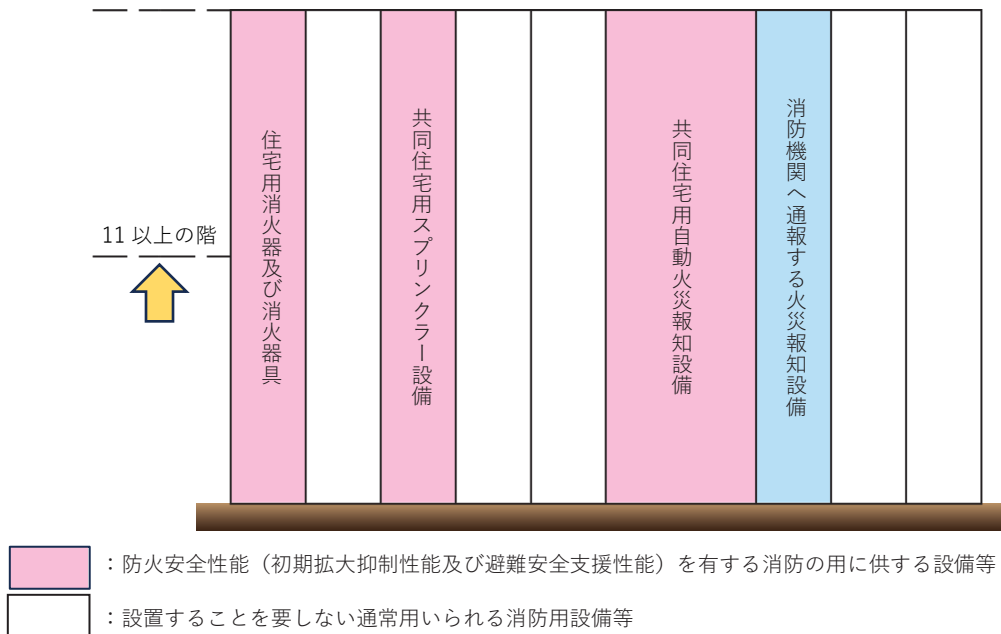 11 以上の階
住宅用消火器及び消火器具
共同住宅用スプリンクラー設備
共同住宅用自動火災報知設備
消防機関へ通報する火災報知設備
：防火安全性能（初期拡大抑制性能及び避難安全支援性能）を有する消防の用に供する設備等
：設置することを要しない通常用いられる消防用設備等